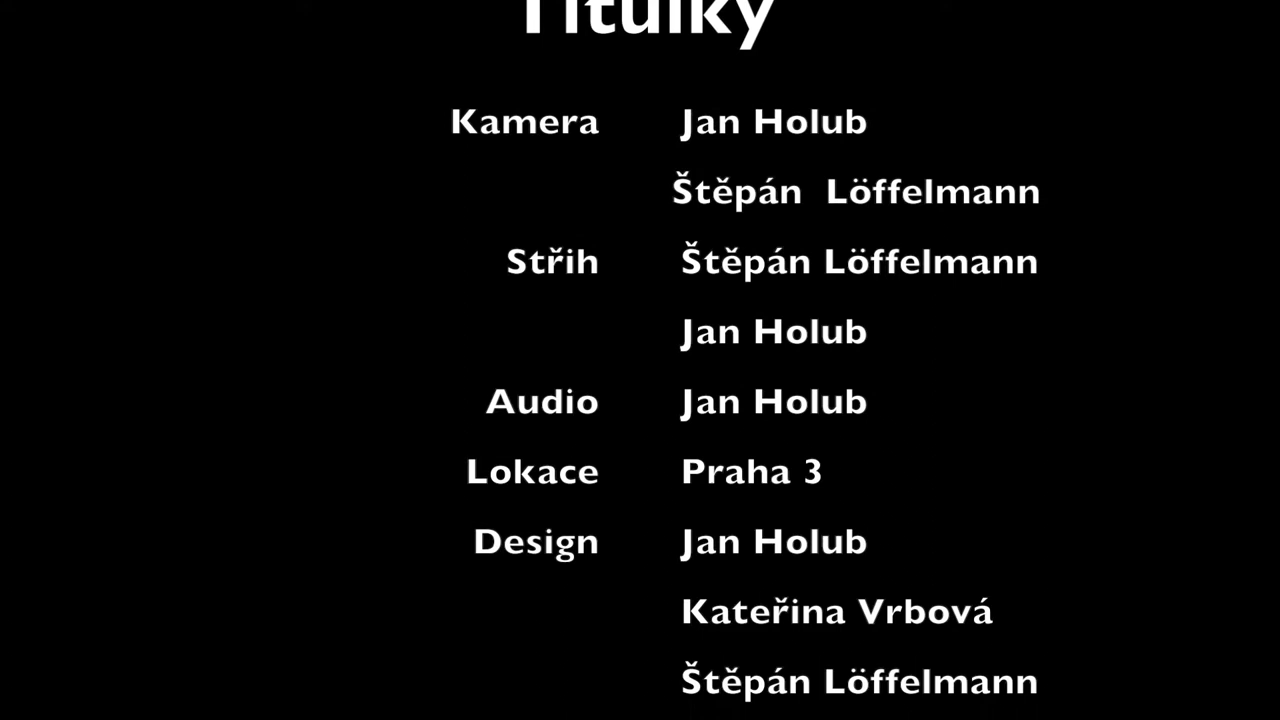 Titulky
Kamera Jan Holub
Štěpán Löffelmann
Střih Štěpán Löffelmann
Jan Holub
Audio Jan Holub
Lokace Praha 3
Design Jan Holub
Kateřina Vrbová
Štěpán Löffelmann